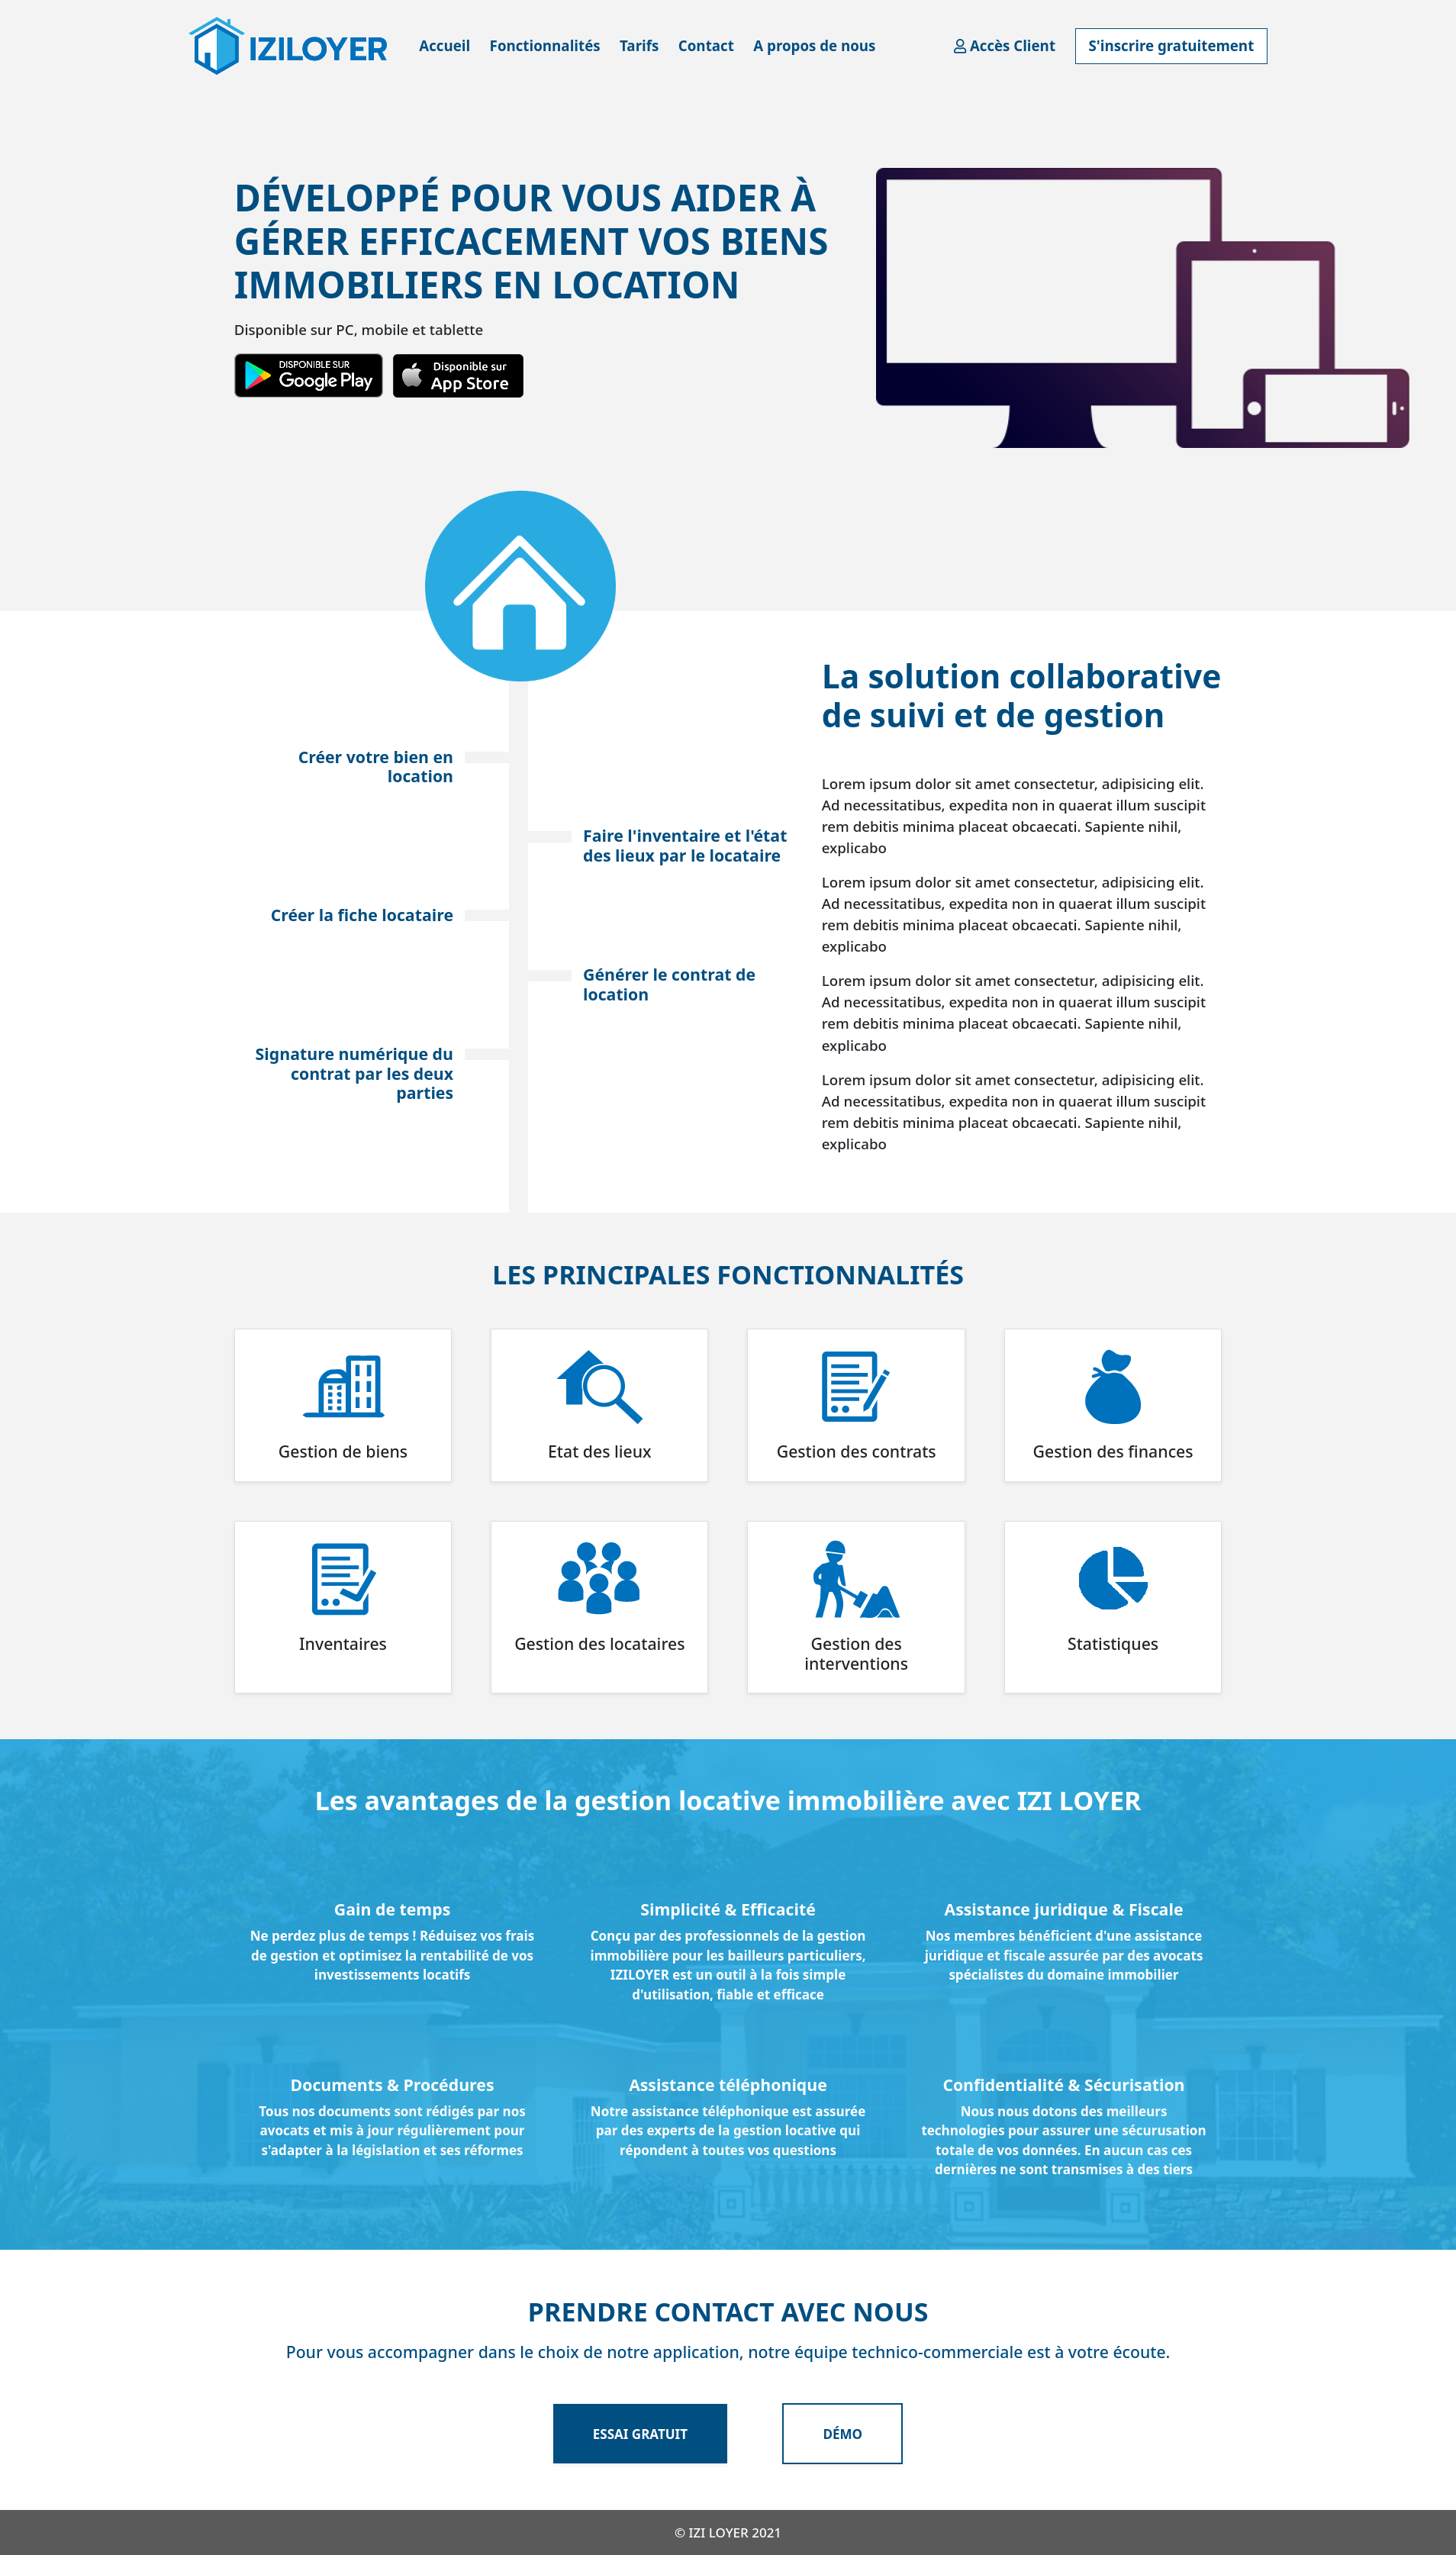 IZILOYER
Accueil
Fonctionnalités
Tarifs
Contact
A propos de nous
Accès Client
S'inscrire gratuitement
DÉVELOPPÉ POUR VOUS AIDER À
GÉRER EFFICACEMENT VOS BIENS
IMMOBILIERS EN LOCATION
Disponible sur PC, mobile et tablette
DISPONIBLE SUR
Google Play
Disponible sur
App Store
Créer votre bien en
location
Faire l'inventaire et l'état
des lieux par le locataire
Créer la fiche locataire
Générer le contrat de
location
Signature numérique du
contrat par les deux
parties
La solution collaborative
de suivi et de gestion
Lorem ipsum dolor sit amet consectetur, adipisicing elit.
Ad necessitatibus, expedita non in quaerat illum suscipit
rem debitis minima placeat obcaecati. Sapiente nihil,
explicabo
Lorem ipsum dolor sit amet consectetur, adipisicing elit.
Ad necessitatibus, expedita non in quaerat illum suscipit
rem debitis minima placeat obcaecati. Sapiente nihil,
explicabo
Lorem ipsum dolor sit amet consectetur, adipisicing elit.
Ad necessitatibus, expedita non in quaerat illum suscipit
rem debitis minima placeat obcaecati. Sapiente nihil,
explicabo
Lorem ipsum dolor sit amet consectetur, adipisicing elit.
Ad necessitatibus, expedita non in quaerat illum suscipit
rem debitis minima placeat obcaecati. Sapiente nihil,
explicabo
LES PRINCIPALES FONCTIONNALITÉS
Gestion de biens
Etat des lieux
Gestion des contrats
Gestion des finances
Inventaires
Gestion des locataires
Gestion des
interventions
Statistiques
Les avantages de la gestion locative immobilière avec IZI LOYER
Gain de temps
Ne perdez plus de temps ! Réduisez vos frais
de gestion et optimisez la rentabilité de vos
investissements locatifs
Simplicité & Efficacité
Conçu par des professionnels de la gestion
immobilière pour les bailleurs particuliers,
IZILOYER est un outil à la fois simple
d'utilisation, fiable et efficace
Assistance juridique & Fiscale
Nos membres bénéficient d'une assistance
juridique et fiscale assurée par des avocats
spécialistes du domaine immobilier
Documents & Procédures
Tous nos documents sont rédigés par nos
avocats et mis à jour régulièrement pour
s'adapter à la législation et ses réformes
Assistance téléphonique
Notre assistance téléphonique est assurée
par des experts de la gestion locative qui
répondent à toutes vos questions
Confidentialité & Sécurisation
Nous nous dotons des meilleurs
technologies pour assurer une sécurusation
totale de vos données. En aucun cas ces
dernières ne sont transmises à des tiers
PRENDRE CONTACT AVEC NOUS
Pour vous accompagner dans le choix de notre application, notre équipe technico-commerciale est à votre écoute.
ESSAI GRATUIT
DÉMO
© IZI LOYER 2021